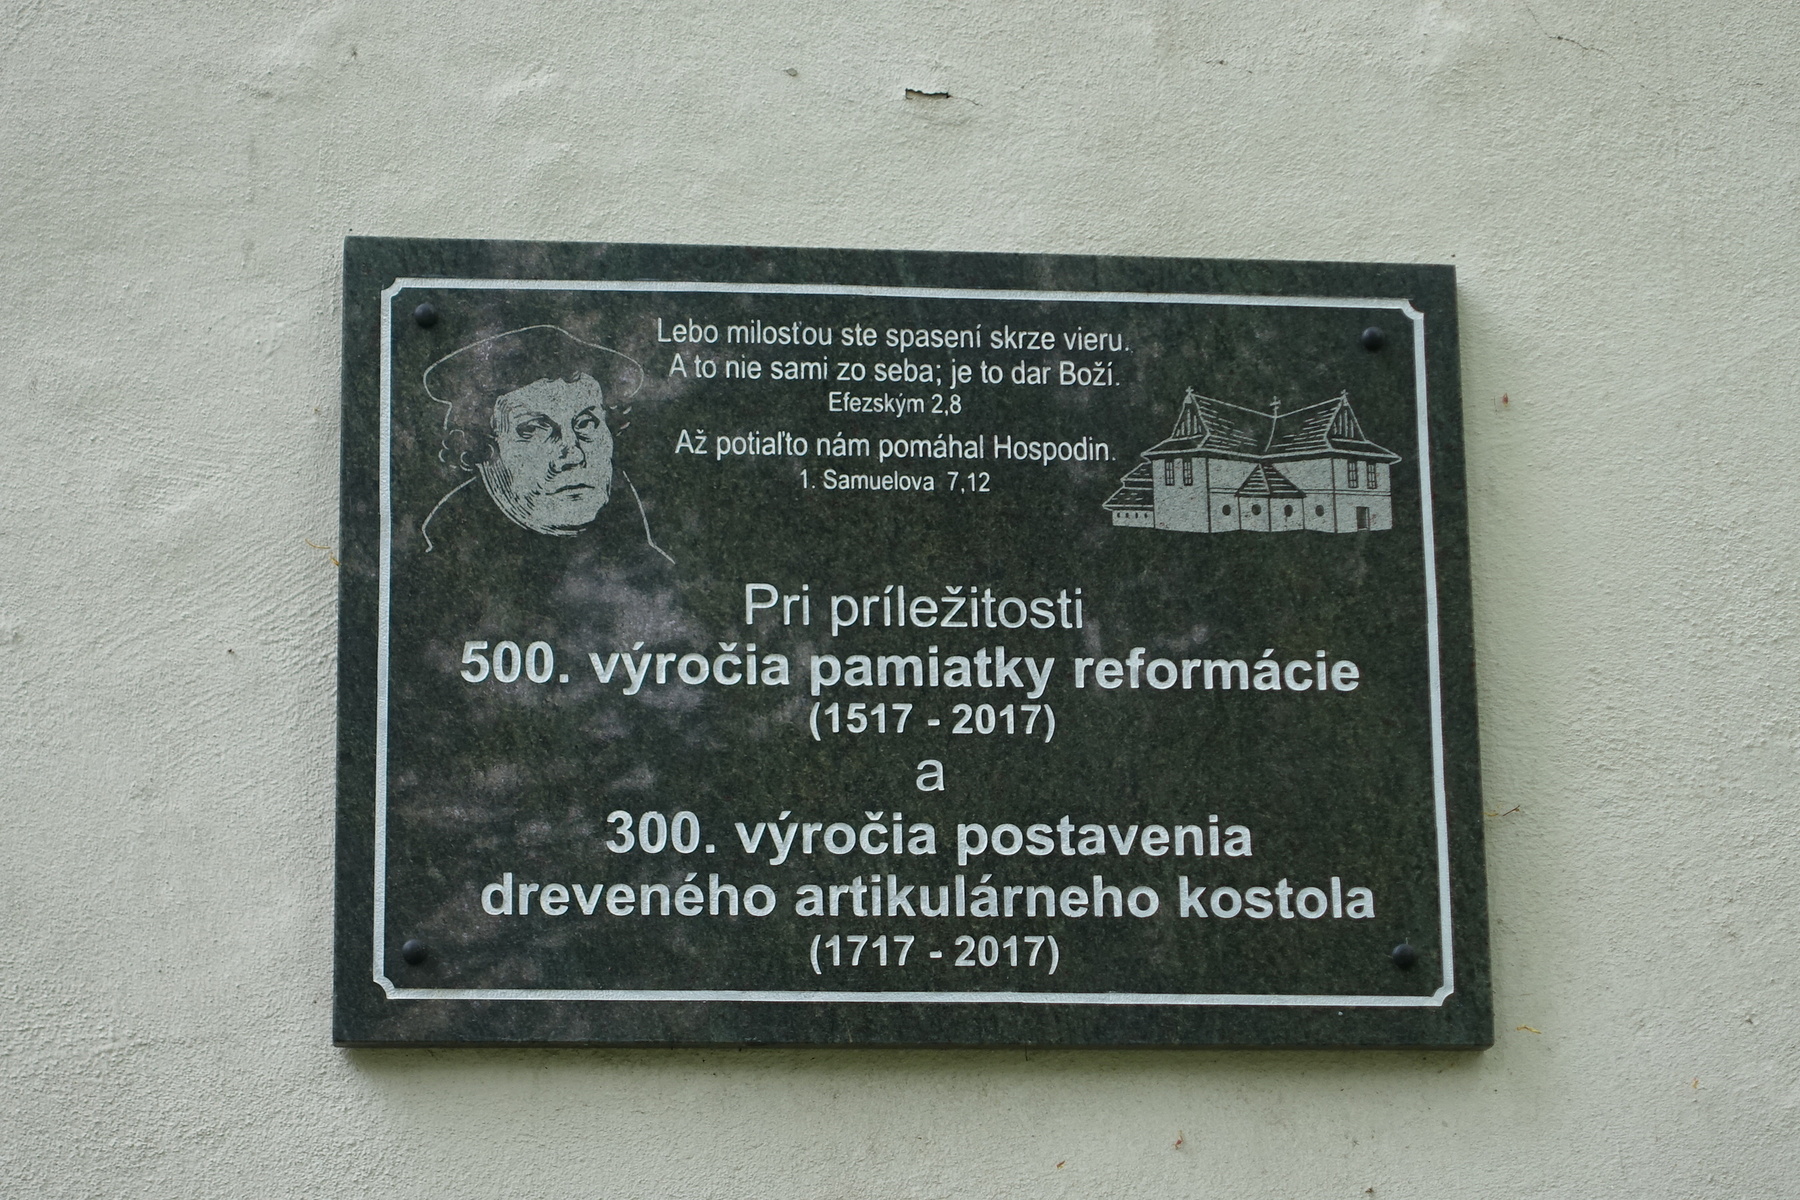 Lebo milosťou ste spasení skrze vieru.
A to nie sami zo seba; je to dar Boží.
Efezským 2,8
Až potiaľto nám pomáhal Hospodin.
1. Samuelova 7,12
Pri príležitosti
500. výročia pamiatky reformácie
(1517 - 2017)
a
300. výročia postavenia
dreveného artikulárneho kostola
(1717 - 2017)